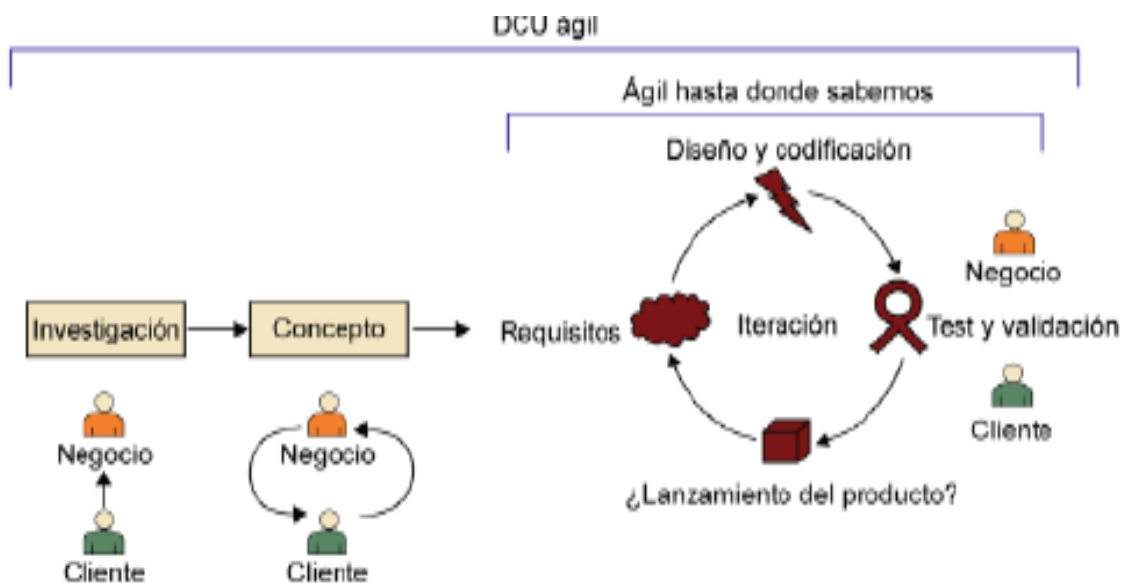 DCU ágil
Ágil hasta donde sabemos
Diseño y codificación
Negocio
Investigación
Concepto
Requisitos
Iteración
Test y validación
Negocio
Negocio
Cliente
¿Lanzamiento del producto?
Cliente
Cliente